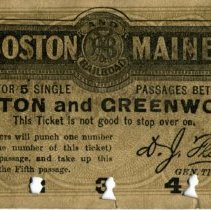 BOSTON AND MAINE
RAILROAD
FOR 5 SINGLE PASSAGES BET
TON and GREENWO
This Ticket is not good to stop over on.
ers will punch one number
the number of this ticket)
passage, and take up this
the Fifth passage.
D. J. Fl
GEN. T
3 4